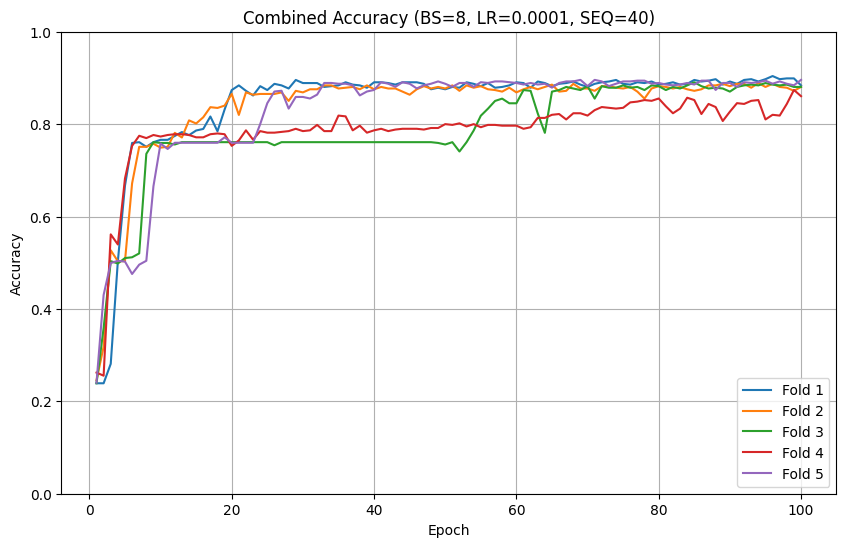 Combined Accuracy (BS=8, LR=0.0001, SEQ=40)
1.0
0.8
0.6
0.4
0.2
0.0
Accuracy
0 20 40 60 80 100
Epoch
Fold 1
Fold 2
Fold 3
Fold 4
Fold 5